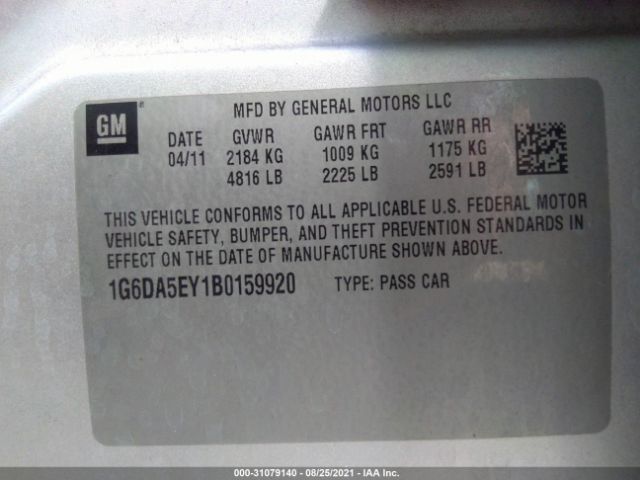 GM
MFD BY GENERAL MOTORS LLC
DATE GVWR GAWR FRT GAWR RR
04/11 2184 KG 1009 KG 1175 KG
4816 LB 2225 LB 2591 LB
THIS VEHICLE CONFORMS TO ALL APPLICABLE U.S. FEDERAL MOTOR
VEHICLE SAFETY, BUMPER, AND THEFT PREVENTION STANDARDS IN
EFFECT ON THE DATE OF MANUFACTURE SHOWN ABOVE.
1G6DA5EY1B0159920 TYPE: PASS CAR
000-31079140 - 08/25/2021 - IAA Inc.